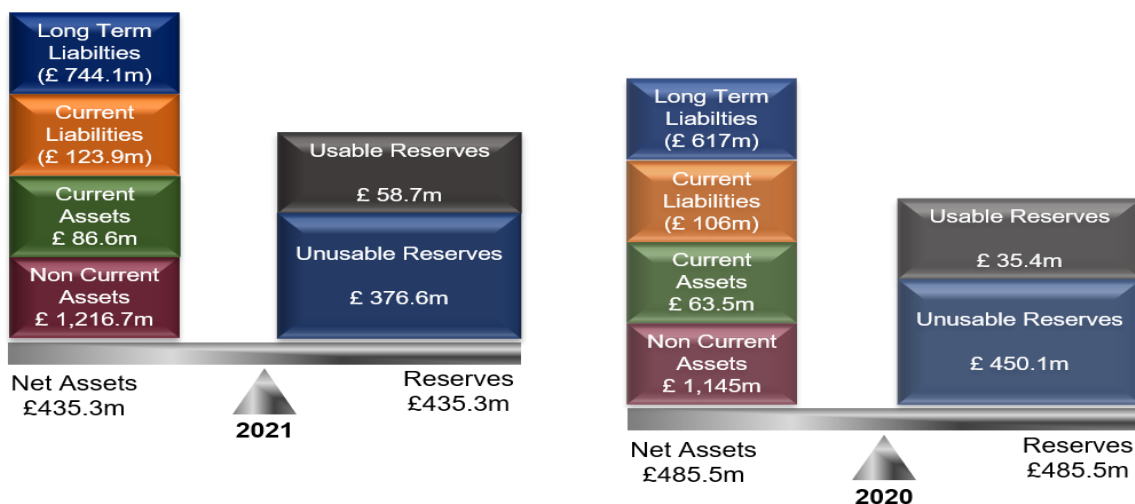 Long Term
Liabilties
(£ 744.1m)
Current
Liabilities
(£ 123.9m)
Current
Assets
£ 86.6m
Non Current
Assets
£ 1,216.7m
Usable Reserves
£ 58.7m
Unusable Reserves
£ 376.6m
Net Assets
£435.3m
Reserves
£435.3m
2021
Long Term
Liabilties
(£ 617m)
Current
Liabilities
(£ 106m)
Current
Assets
£ 63.5m
Non Current
Assets
£ 1,145m
Usable Reserves
£ 35.4m
Unusable Reserves
£ 450.1m
Net Assets
£485.5m
Reserves
£485.5m
2020